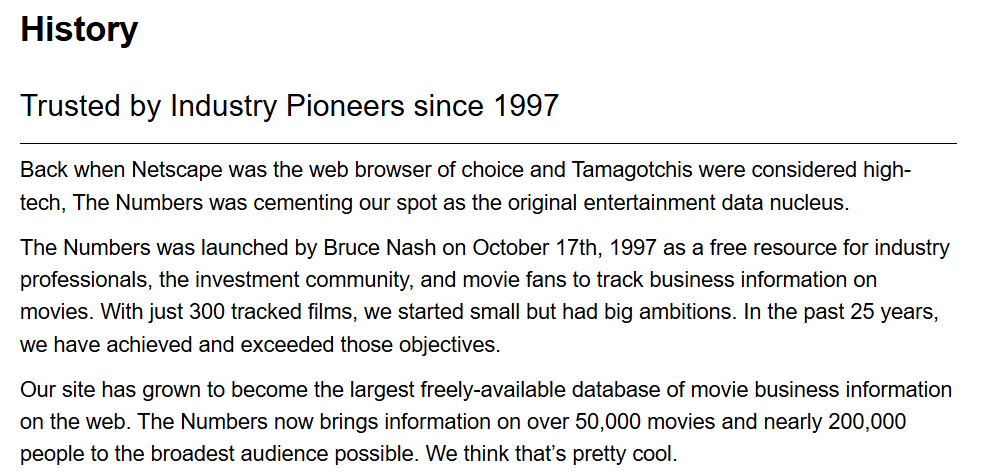 History
Trusted by Industry Pioneers since 1997
Back when Netscape was the web browser of choice and Tamagotchis were considered high-
tech, The Numbers was cementing our spot as the original entertainment data nucleus.
The Numbers was launched by Bruce Nash on October 17th, 1997 as a free resource for industry
professionals, the investment community, and movie fans to track business information on
movies. With just 300 tracked films, we started small but had big ambitions. In the past 25 years,
we have achieved and exceeded those objectives.
Our site has grown to become the largest freely-available database of movie business information
on the web. The Numbers now brings information on over 50,000 movies and nearly 200,000
people to the broadest audience possible. We think that’s pretty cool.